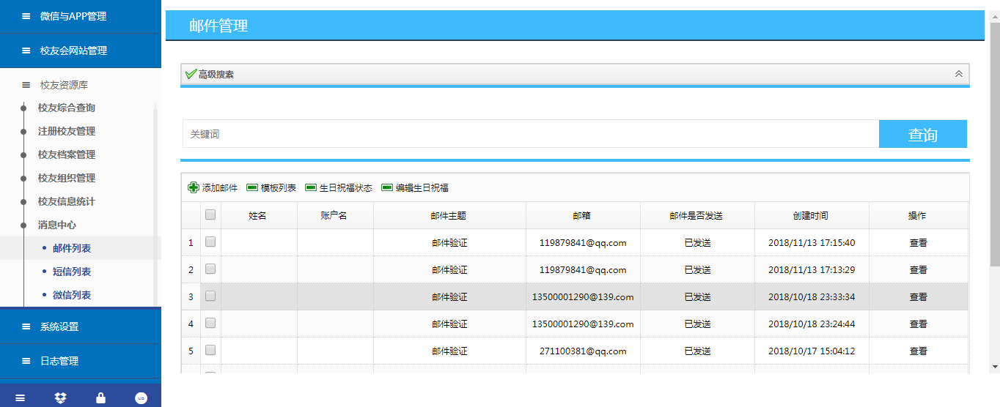 微信与APP管理
校友会网站管理
校友资源库
校友综合查询
注册校友管理
校友档案管理
校友组织管理
校友信息统计
消息中心
邮件列表
短信列表
微信列表
系统设置
日志管理
邮件管理
高级搜索
关键词 查询
添加邮件 模板列表 生日祝福状态 编辑生日祝福
姓名 账户名 邮件主题 邮箱 邮件是否发送 创建时间 操作
1 邮件验证 119879841@qq.com 已发送 2018/11/13 17:15:40 查看
2 邮件验证 119879841@qq.com 已发送 2018/11/13 17:13:29 查看
3 邮件验证 13500001290@139.com 已发送 2018/10/18 23:33:34 查看
4 邮件验证 13500001290@139.com 已发送 2018/10/18 23:24:44 查看
5 邮件验证 271100381@qq.com 已发送 2018/10/17 15:04:12 查看